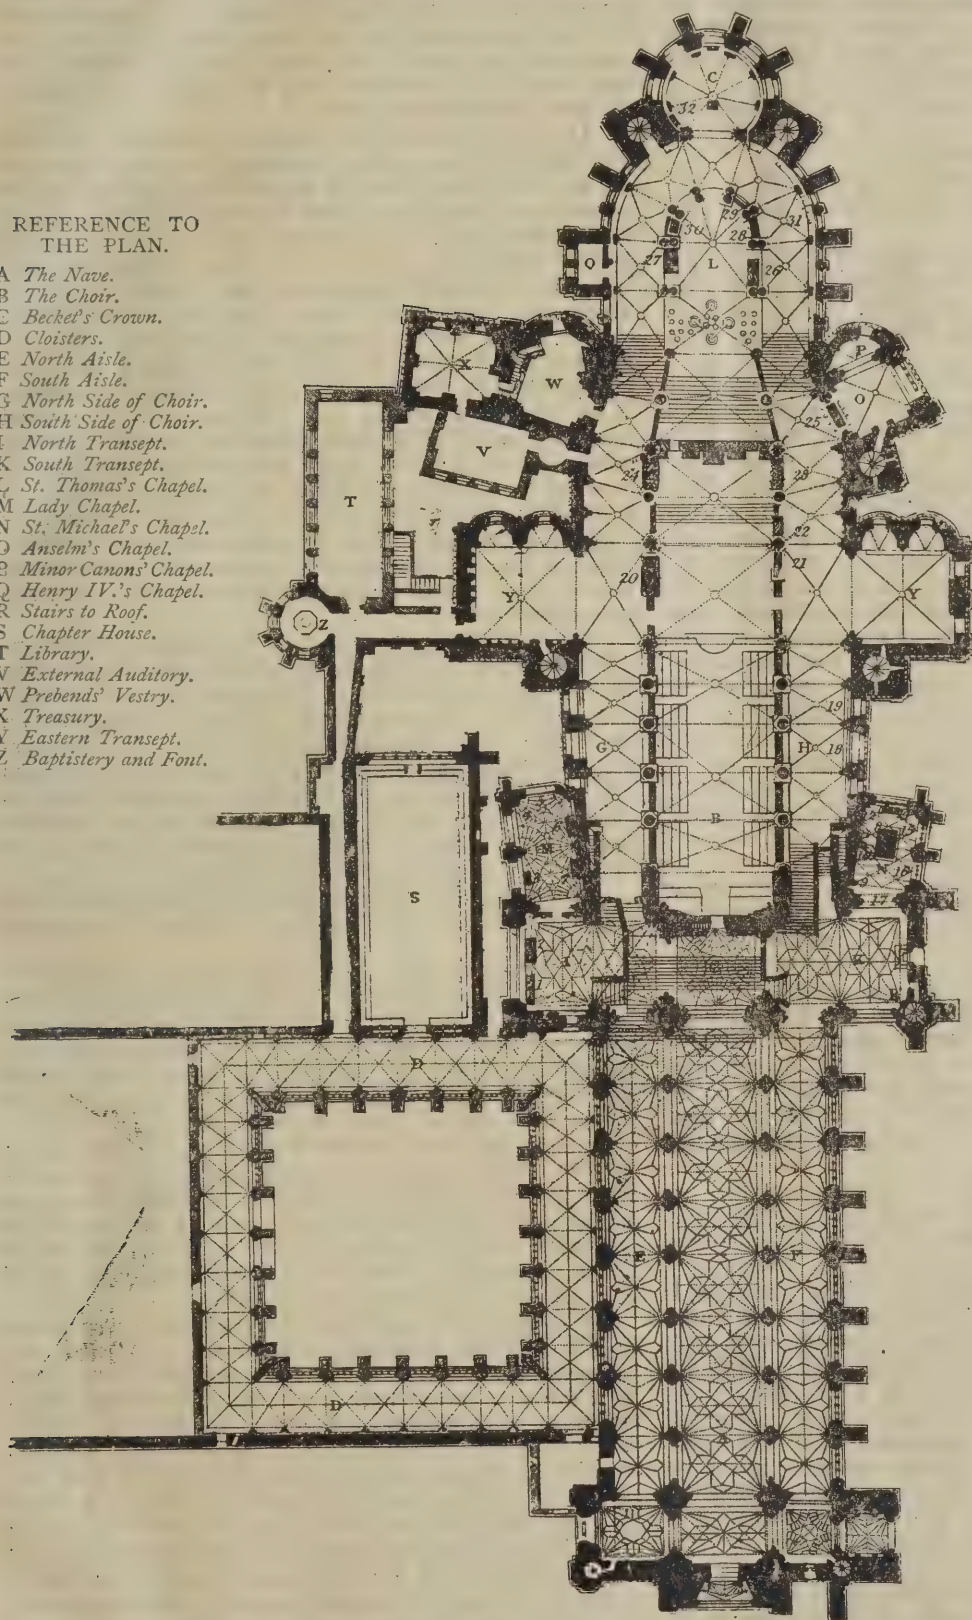 REFERENCE TO
THE PLAN.
A The Nave.
B The Choir.
C Becket's Crown.
D Cloisters.
E North Aisle.
F South Aisle.
G North Side of Choir.
H South Side of Choir.
I North Transept.
K South Transept.
L St. Thomas's Chapel.
M Lady Chapel.
N St. Michael's Chapel.
O Anselm's Chapel.
P Minor Canons' Chapel.
Q Henry IV.'s Chapel.
R Stairs to Roof.
S Chapter House.
T Library.
V External Auditory.
W Prebends' Vestry.
X Treasury.
Y Eastern Transept.
Z Baptistery and Font.
C
32
29
31
30
28
27
L
26
Q
P
X
W
O
25
V
24
23
T
22
21
20
Y
Y
Z
19
G
H
18
B
M
N
16
9
17
S
I
R
D
E
F
D